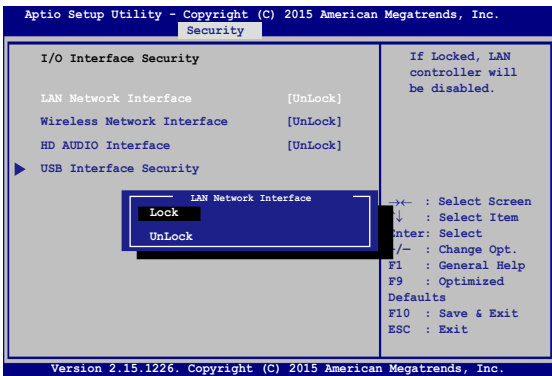 Aptio Setup Utility - Copyright (C) 2015 American Megatrends, Inc.
Security
I/O Interface Security
LAN Network Interface [UnLock]
Wireless Network Interface [UnLock]
HD AUDIO Interface [UnLock]
USB Interface Security
If Locked, LAN
controller will
be disabled.
LAN Network Interface
Lock
UnLock
→← : Select Screen
↓ : Select Item
nter: Select
/— : Change Opt.
F1 : General Help
F9 : Optimized
Defaults
F10 : Save & Exit
ESC : Exit
Version 2.15.1226. Copyright (C) 2015 American Megatrends, Inc.